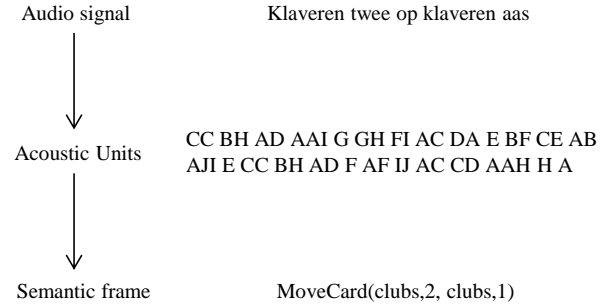 Audio signal Klaveren twee op klaveren aas
Acoustic Units CC BH AD AAI G GH FI AC DA E BF CE AB
AJI E CC BH AD F AF IJ AC CD AAH H A
Semantic frame MoveCard(clubs,2, clubs,1)